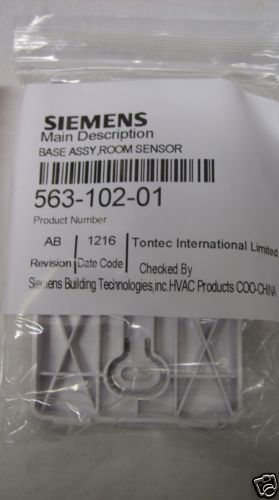 SIEMENS
Main Description
BASE ASSY,ROOM SENSOR
563-102-01
Product Number
AB 1216 Tontec International Limited
Revision Date Code Checked By
Siemens Building Technologies,inc.HVAC Products COO-CHINA